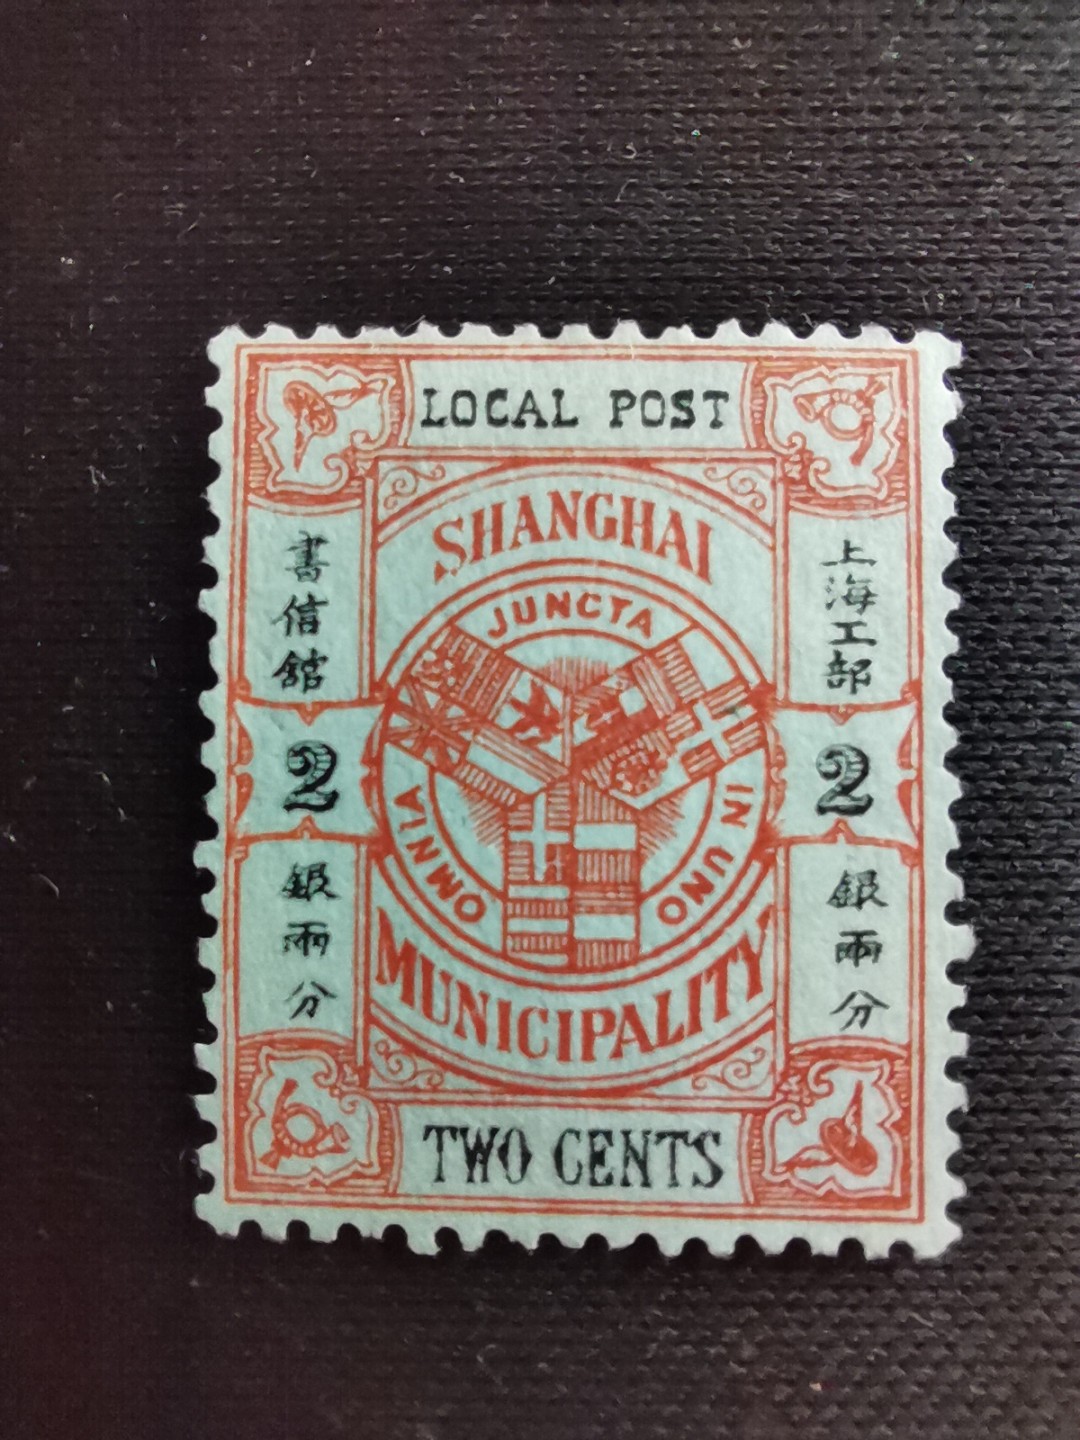 LOCAL POST
SHANGHAI
JUNCTA IN UNO OMNIA
MUNICIPALITY
上海工部
書信館
2
2
銀兩分
銀兩分
TWO CENTS